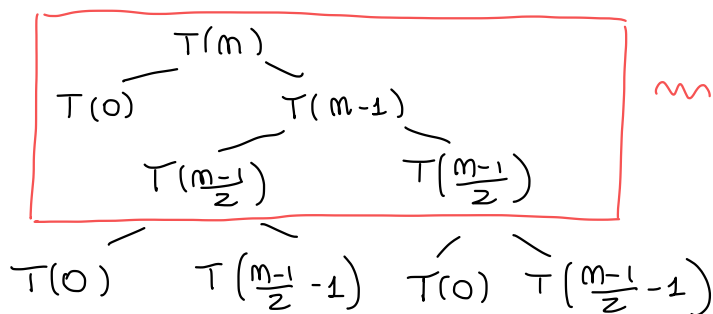 T(n)
T(0) T(n-1)
T(n-1/2) T(n-1/2)
T(0) T(n-1/2 -1) T(0) T(n-1/2 -1)